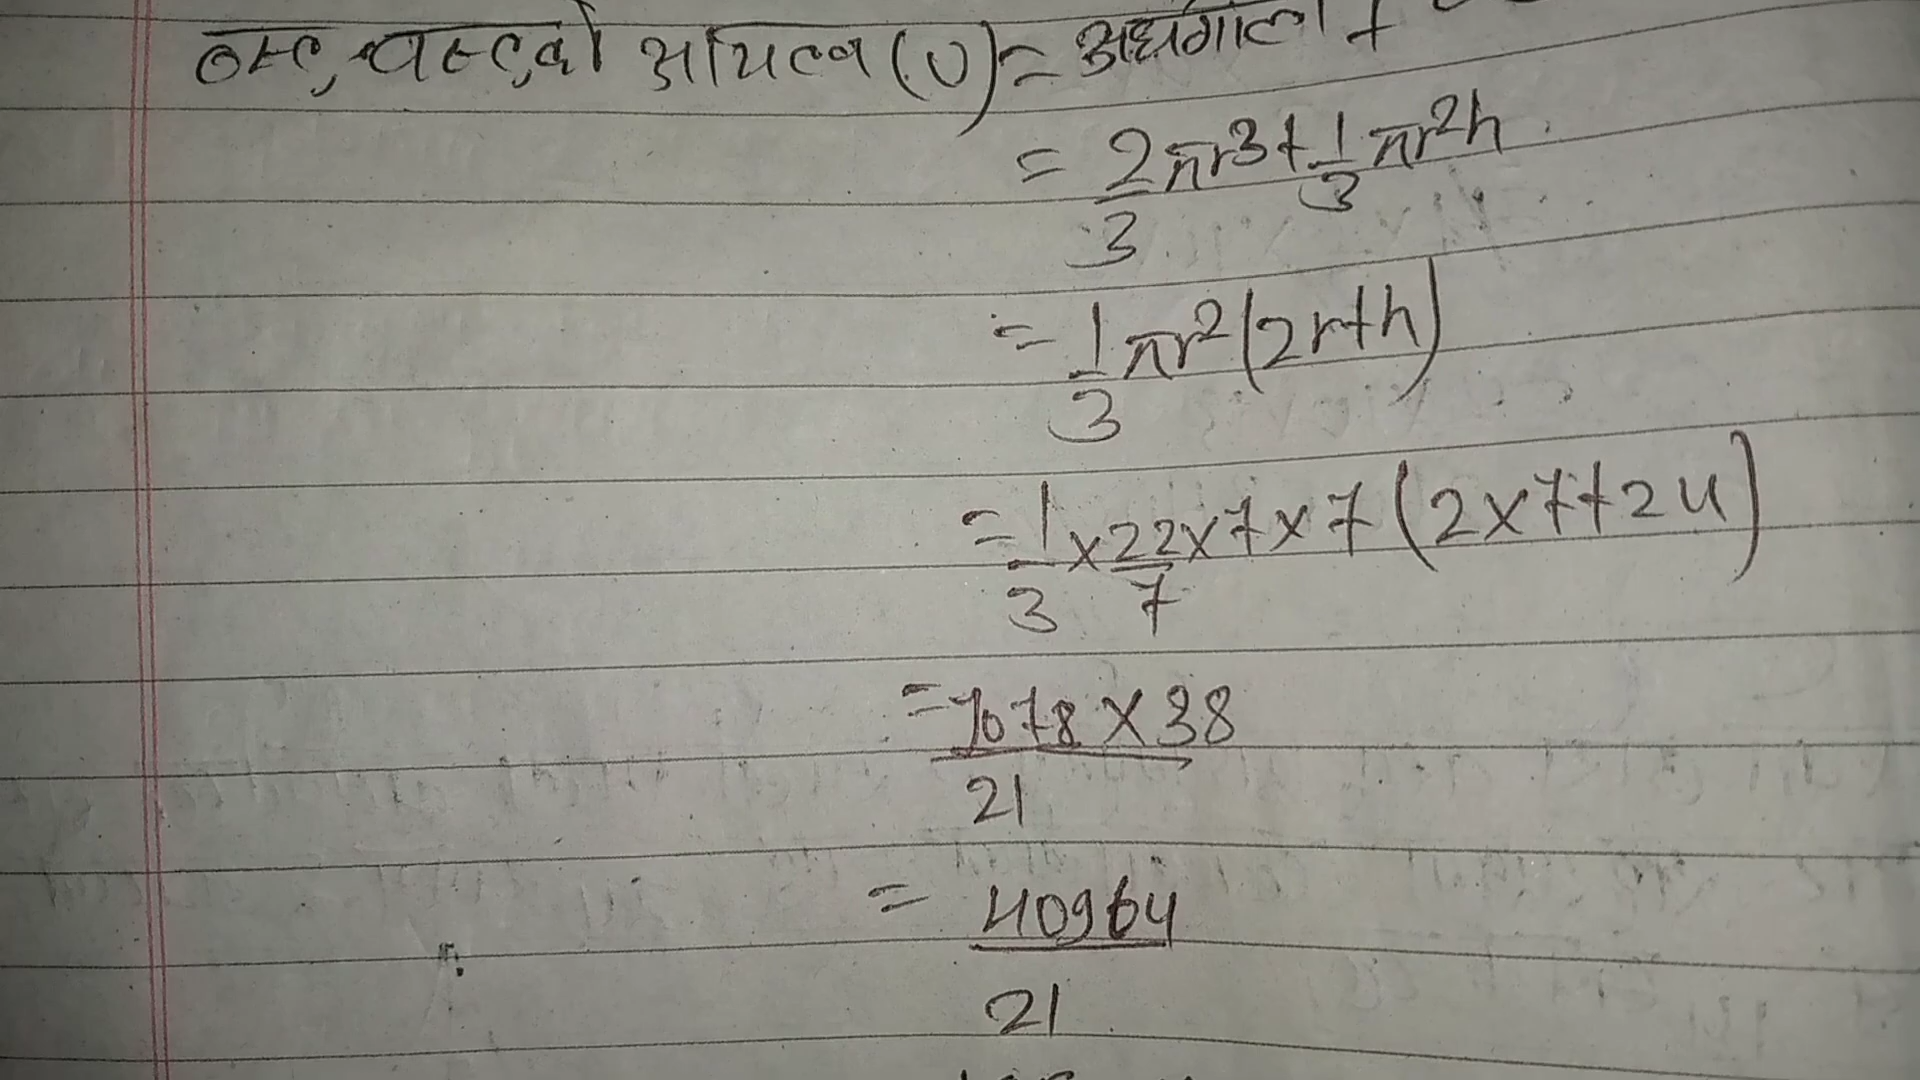 ठोस वस्तुको आयतन (V) = अर्धगोला +
= 2/3 πr³ + 1/3 πr²h
= 1/3 πr² (2r+h)
= 1/3 × 22/7 × 7 × 7 (2×7+24)
= 1078 × 38 / 21
= 40964 / 21